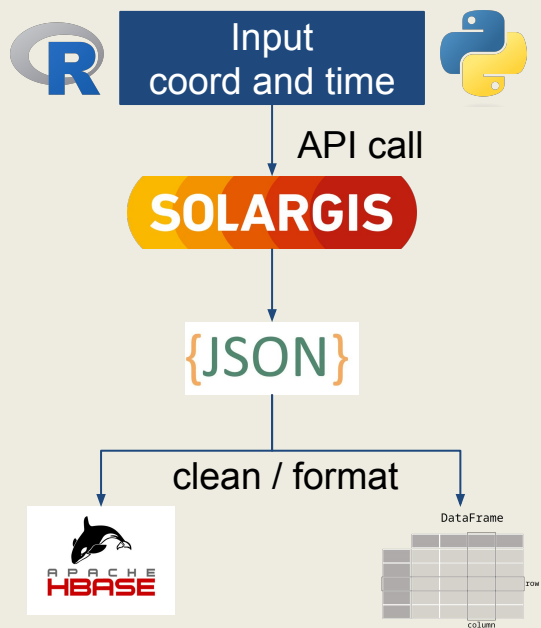 R
Input
coord and time
API call
SOLARGIS
{JSON}
clean / format
APACHE
HBASE
DataFrame
row
column